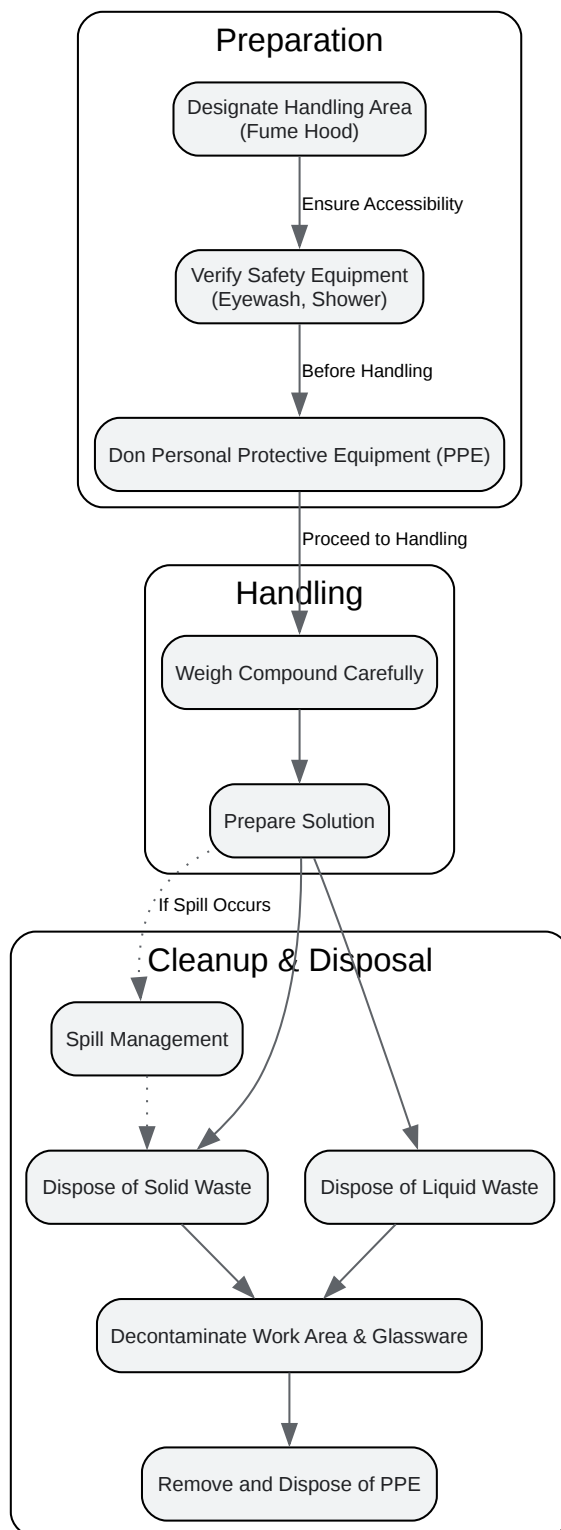 Preparation
Designate Handling Area
(Fume Hood)
Ensure Accessibility
Verify Safety Equipment
(Eyewash, Shower)
Before Handling
Don Personal Protective Equipment (PPE)
Proceed to Handling
Handling
Weigh Compound Carefully
Prepare Solution
If Spill Occurs
Cleanup & Disposal
Spill Management
Dispose of Solid Waste
Dispose of Liquid Waste
Decontaminate Work Area & Glassware
Remove and Dispose of PPE